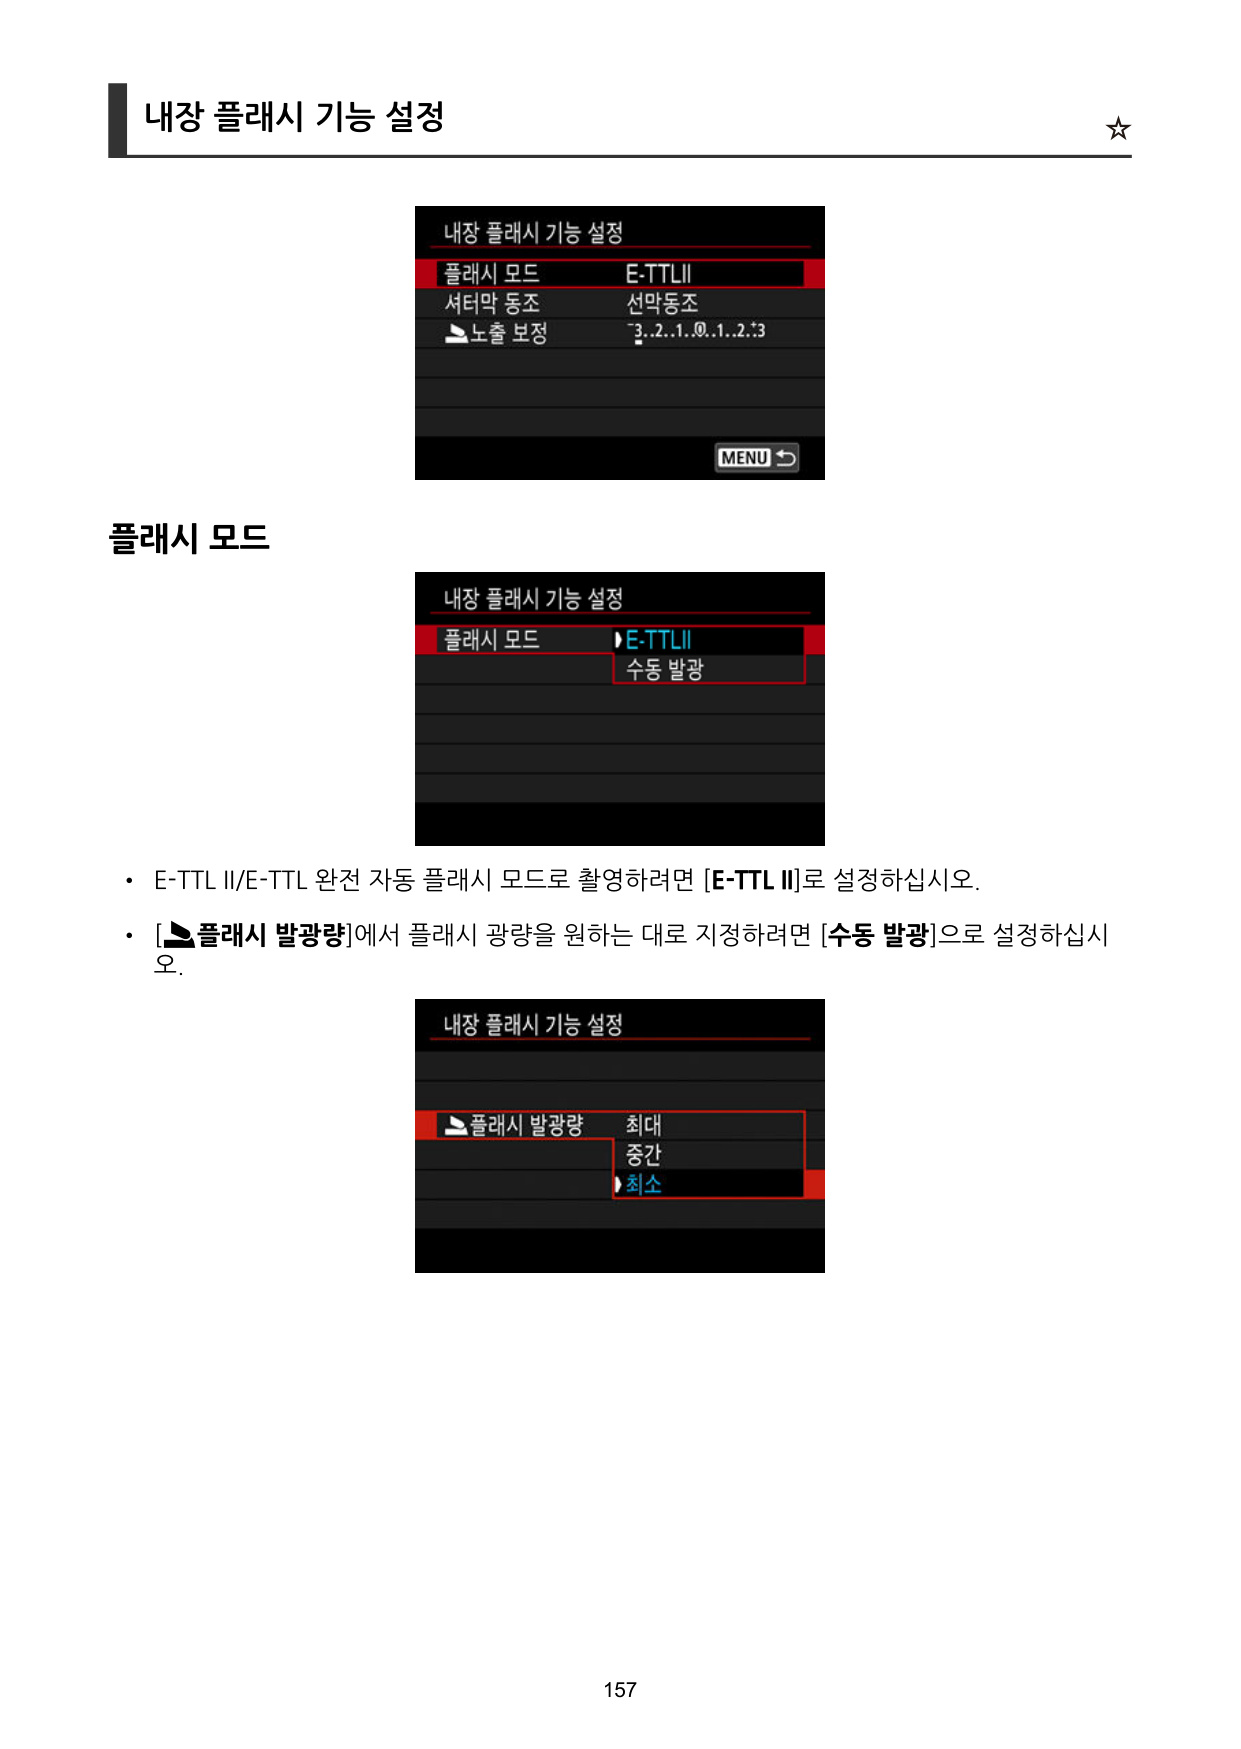 내장 플래시 기능 설정 ☆
내장 플래시 기능 설정
플래시 모드 E-TTLII
셔터막 동조 선막동조
노출 보정 ⁻3..2..1..0..1..2.⁺3
MENU
플래시 모드
내장 플래시 기능 설정
플래시 모드 E-TTLII
수동 발광
• E-TTL II/E-TTL 완전 자동 플래시 모드로 촬영하려면 [E-TTL II]로 설정하십시오.
• [플래시 발광량]에서 플래시 광량을 원하는 대로 지정하려면 [수동 발광]으로 설정하십시
오.
내장 플래시 기능 설정
플래시 발광량 최대
중간
최소
157